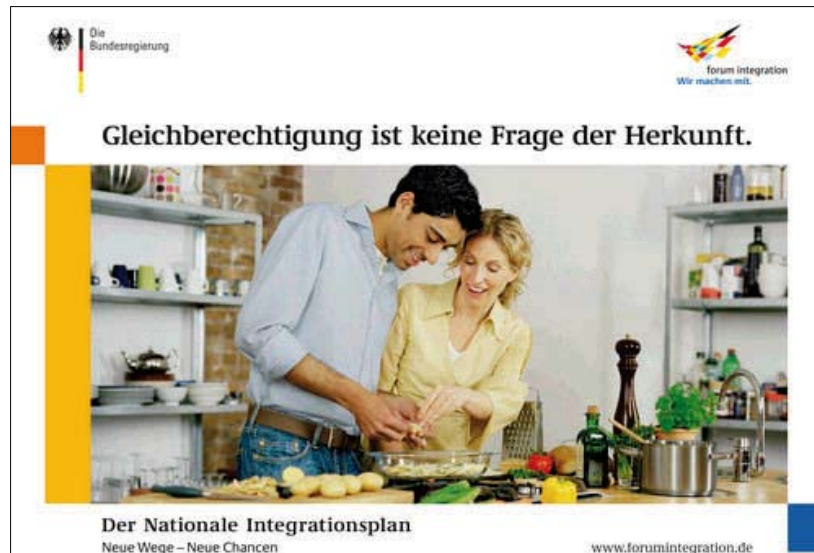 Die
Bundesregierung
forum integration
Wir machen mit.
Gleichberechtigung ist keine Frage der Herkunft.
Der Nationale Integrationsplan
Neue Wege – Neue Chancen
www.forumintegration.de